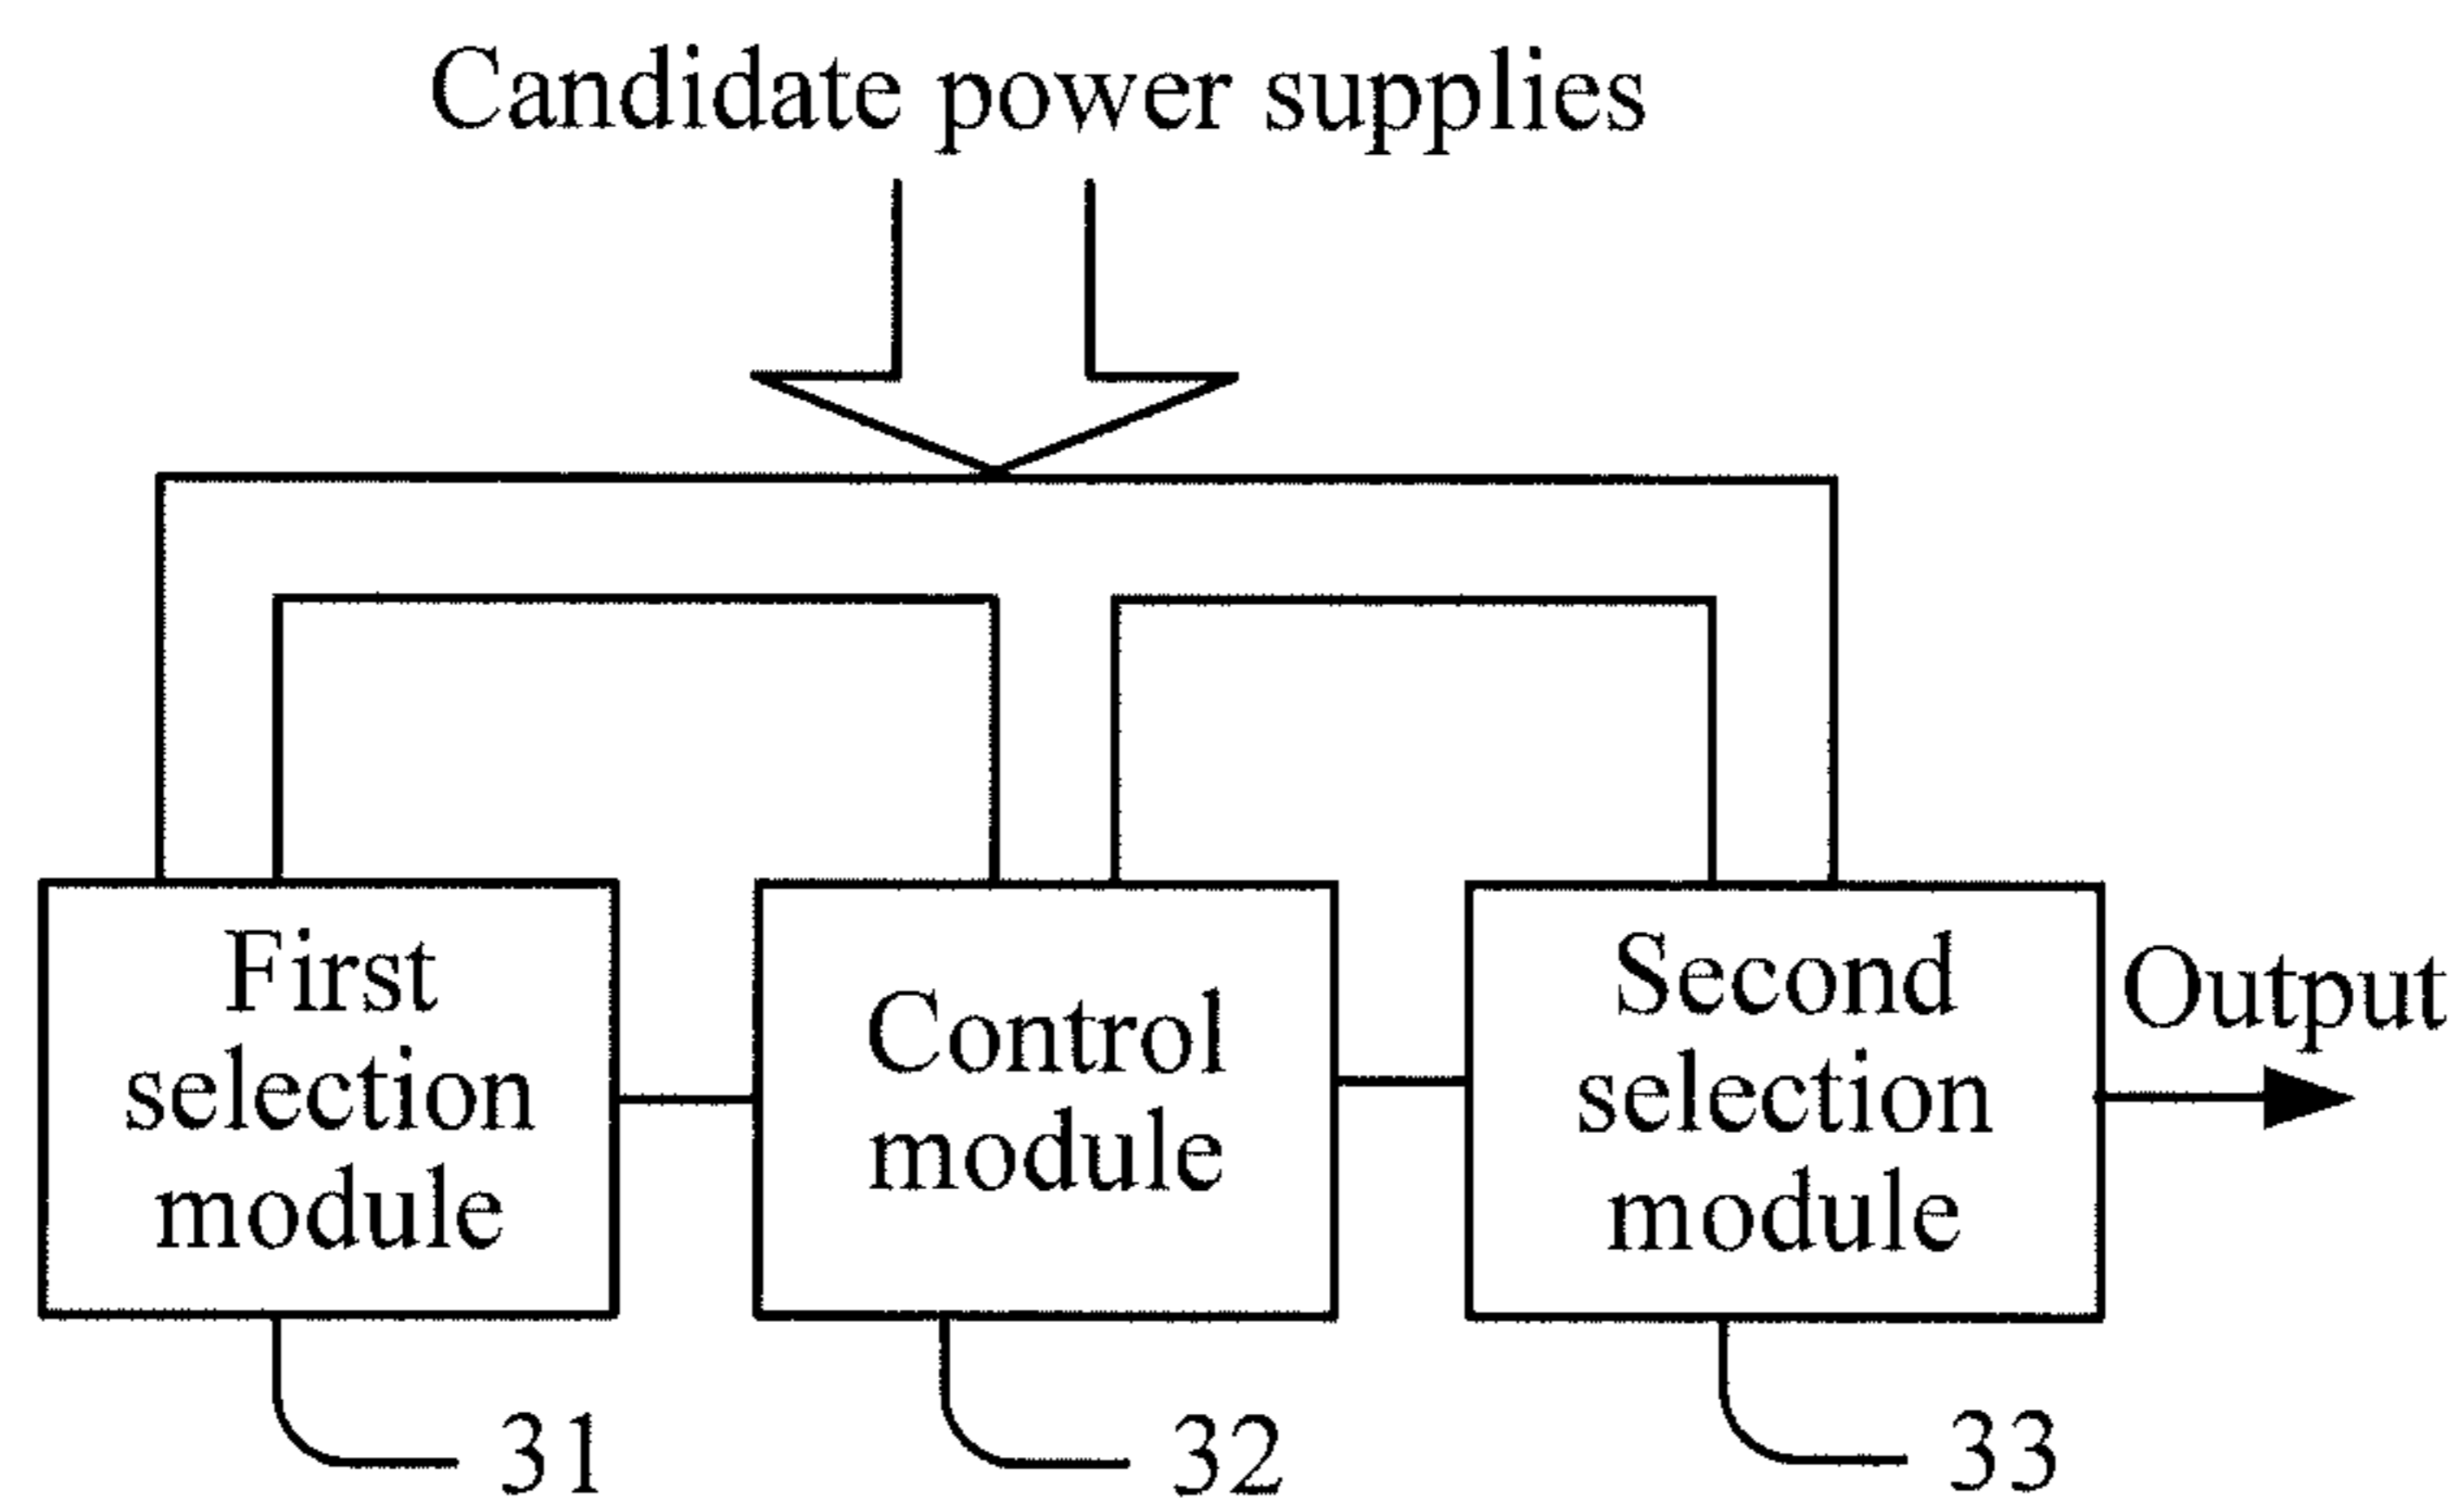 Candidate power supplies
First
selection
module
Control
module
Second
selection
module
Output
31
32
33